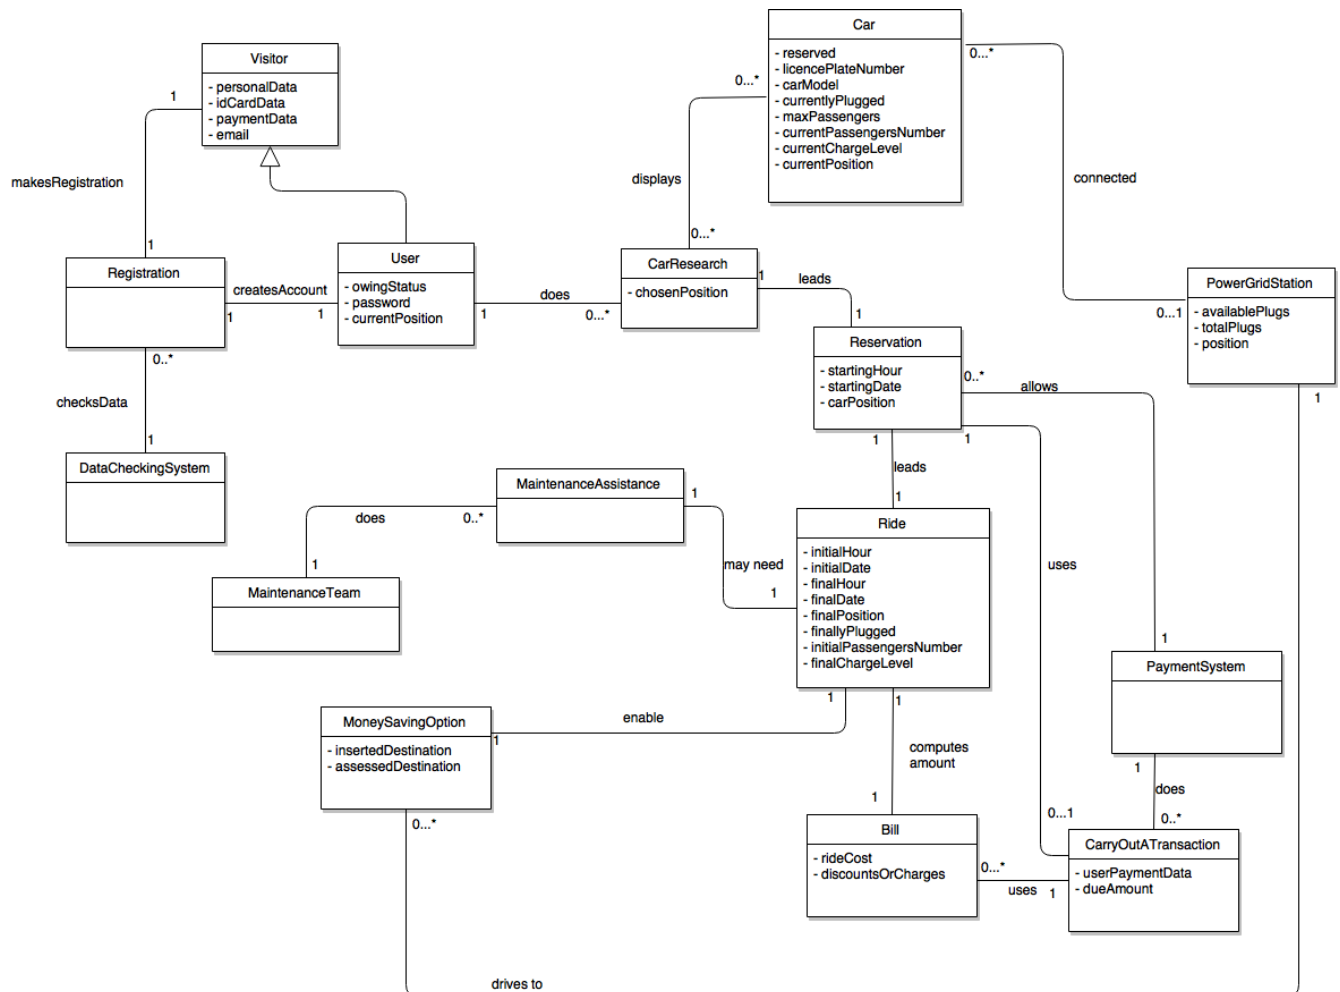 Car
- reserved
- licencePlateNumber
- carModel
- currentlyPlugged
- maxPassengers
- currentPassengersNumber
- currentChargeLevel
- currentPosition
0...*
0...*
Visitor
- personalData
- idCardData
- paymentData
- email
1
makesRegistration
1
displays
0...*
connected
Registration
createsAccount
1
1
User
- owingStatus
- password
- currentPosition
does
1
0...*
CarResearch
- chosenPosition
1
leads
1
PowerGridStation
- availablePlugs
- totalPlugs
- position
0...1
1
Reservation
- startingHour
- startingDate
- carPosition
0..*
allows
1
1
0..*
checksData
1
DataCheckingSystem
leads
1
MaintenanceAssistance
1
does
0..*
1
MaintenanceTeam
may need
1
Ride
- initialHour
- initialDate
- finalHour
- finalDate
- finalPosition
- finallyPlugged
- initialPassengersNumber
- finalChargeLevel
uses
1
PaymentSystem
1
does
0..*
1
1
enable
1
MoneySavingOption
- insertedDestination
- assessedDestination
0...*
computes
amount
1
Bill
- rideCost
- discountsOrCharges
0...*
uses
1
0...1
CarryOutATransaction
- userPaymentData
- dueAmount
drives to